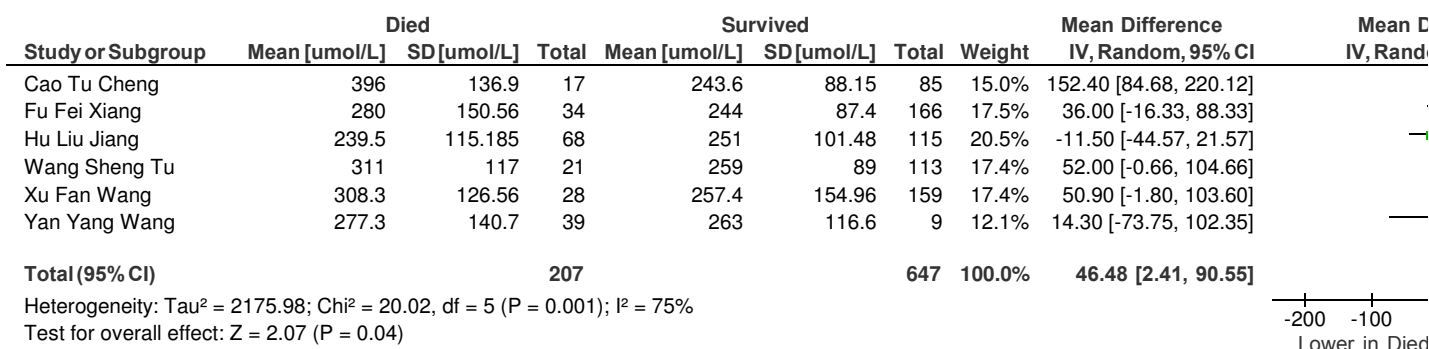 Died Survived Mean Difference Mean D
Study or Subgroup Mean [umol/L] SD [umol/L] Total Mean [umol/L] SD [umol/L] Total Weight IV, Random, 95% CI IV, Rand
Cao Tu Cheng 396 136.9 17 243.6 88.15 85 15.0% 152.40 [84.68, 220.12]
Fu Fei Xiang 280 150.56 34 244 87.4 166 17.5% 36.00 [-16.33, 88.33]
Hu Liu Jiang 239.5 115.185 68 251 101.48 115 20.5% -11.50 [-44.57, 21.57]
Wang Sheng Tu 311 117 21 259 89 113 17.4% 52.00 [-0.66, 104.66]
Xu Fan Wang 308.3 126.56 28 257.4 154.96 159 17.4% 50.90 [-1.80, 103.60]
Yan Yang Wang 277.3 140.7 39 263 116.6 9 12.1% 14.30 [-73.75, 102.35]
Total (95% CI) 207 647 100.0% 46.48 [2.41, 90.55]
Heterogeneity: Tau² = 2175.98; Chi² = 20.02, df = 5 (P = 0.001); I² = 75%
Test for overall effect: Z = 2.07 (P = 0.04)
-200 -100
Lower in Died